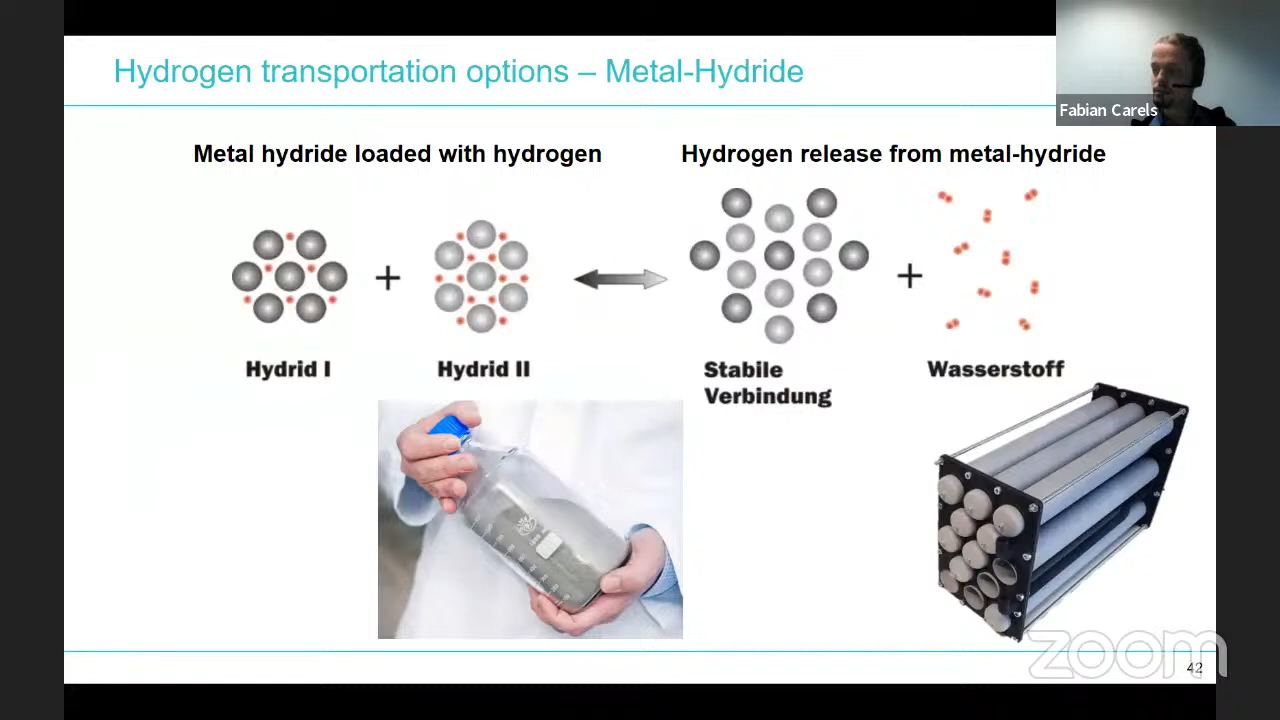 Hydrogen transportation options – Metal-Hydride
Fabian Carels
Metal hydride loaded with hydrogen
Hydrogen release from metal-hydride
+
+
Hydrid I
Hydrid II
Stabile
Verbindung
Wasserstoff
zoom
42